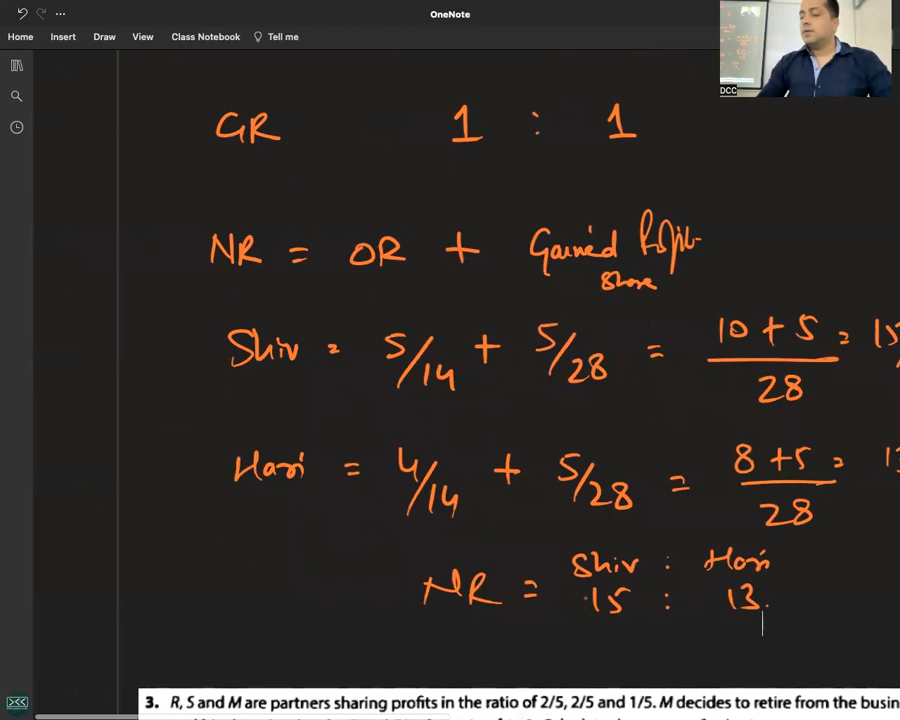 OneNote
Home Insert Draw View Class Notebook Tell me
DCC
GR 1 : 1
NR = OR + Gained Profit
Share
Shiv = 5/14 + 5/28 = 10 + 5 = 15
28
Hari = 4/14 + 5/28 = 8 + 5 = 13
28
Shiv : Hari
NR = 15 : 13
3. R, S and M are partners sharing profits in the ratio of 2/5, 2/5 and 1/5. M decides to retire from the busin